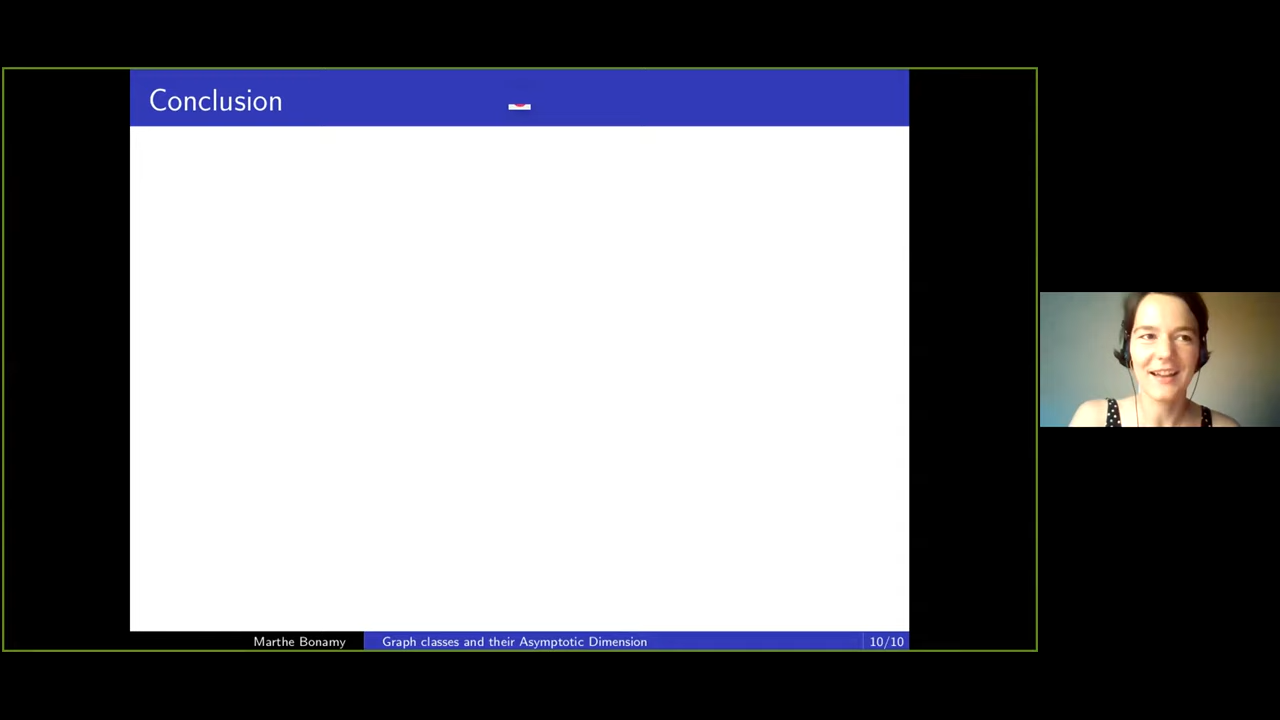 Conclusion
Marthe Bonamy
Graph classes and their Asymptotic Dimension
10/10